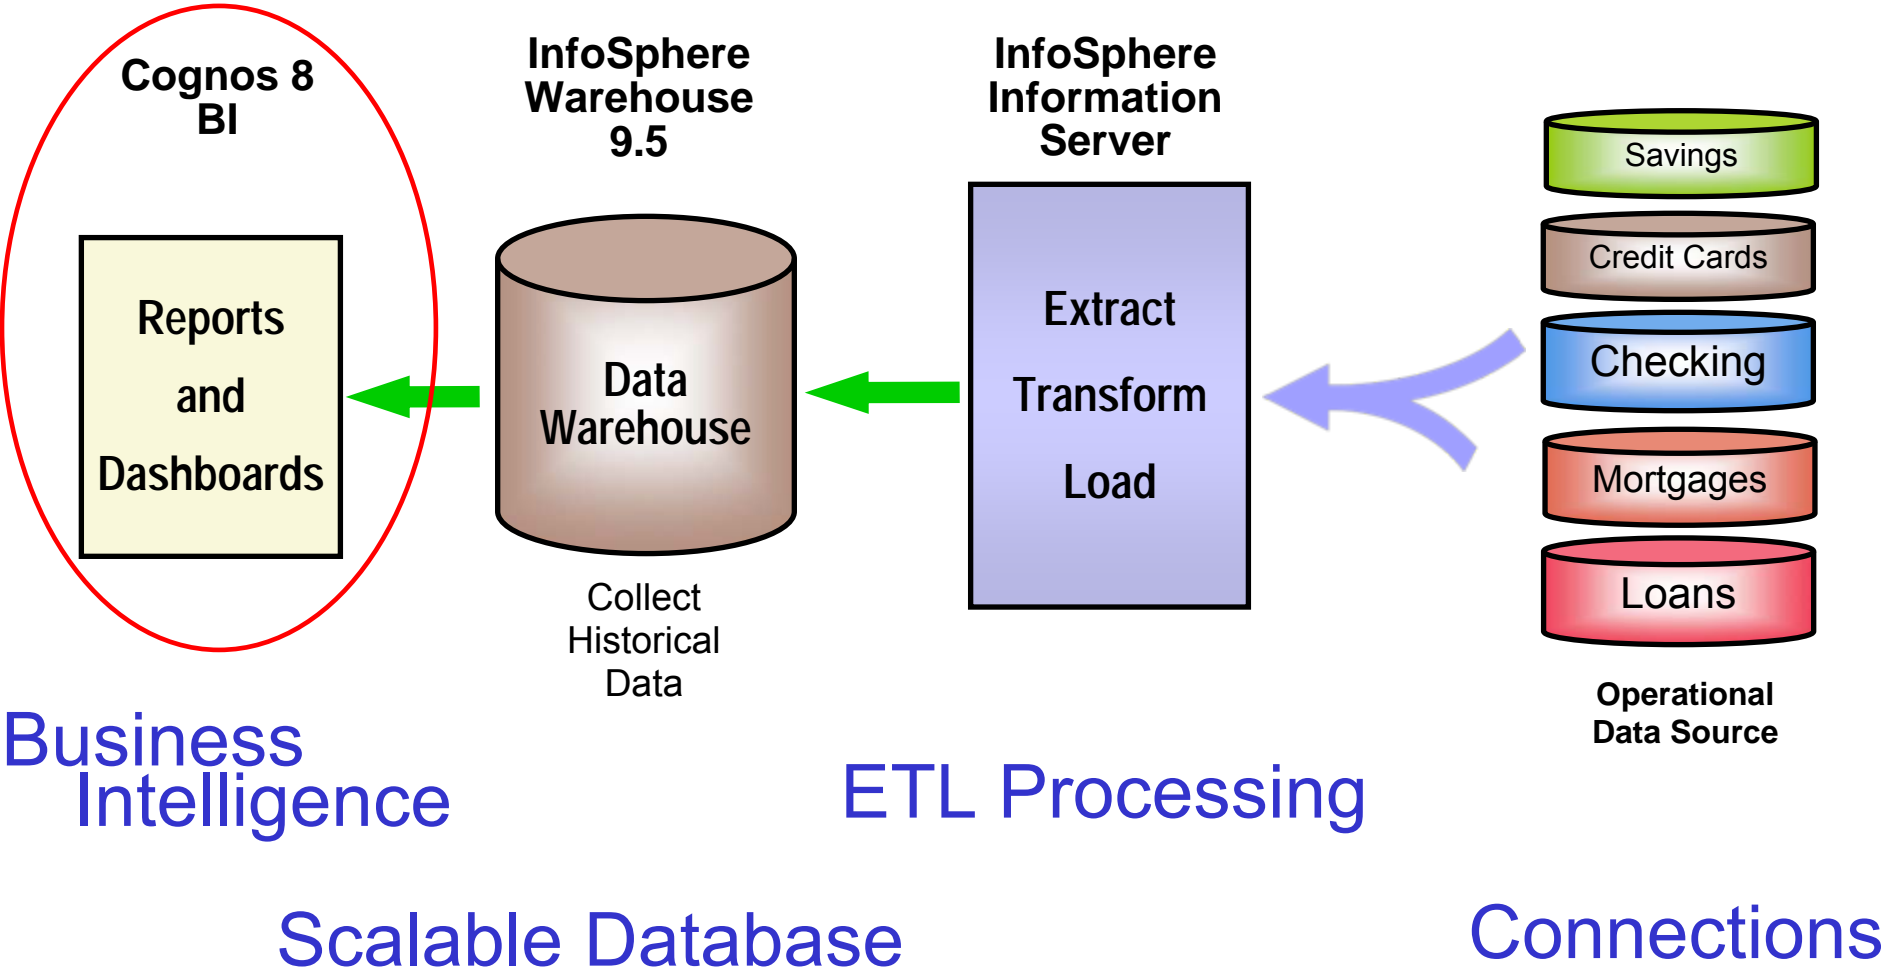 Cognos 8
BI
Reports
and
Dashboards
InfoSphere
Warehouse
9.5
Data
Warehouse
Collect
Historical
Data
InfoSphere
Information
Server
Extract
Transform
Load
Savings
Credit Cards
Checking
Mortgages
Loans
Operational
Data Source
Business
Intelligence
ETL Processing
Scalable Database
Connections